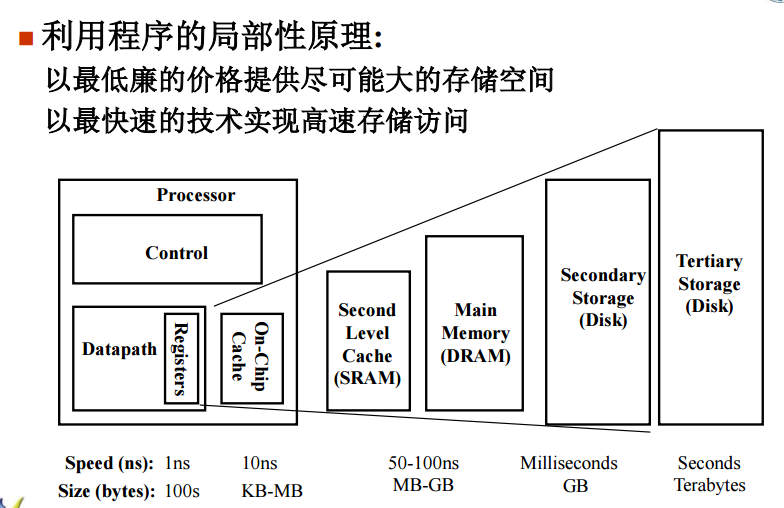 利用程序的局部性原理:
以最低廉的价格提供尽可能大的存储空间
以最快速的技术实现高速存储访问
Processor
Control
Datapath
Registers
On-Chip
Cache
Second
Level
Cache
(SRAM)
Main
Memory
(DRAM)
Secondary
Storage
(Disk)
Tertiary
Storage
(Disk)
Speed (ns): 1ns 10ns 50-100ns Milliseconds Seconds
Size (bytes): 100s KB-MB MB-GB GB Terabytes